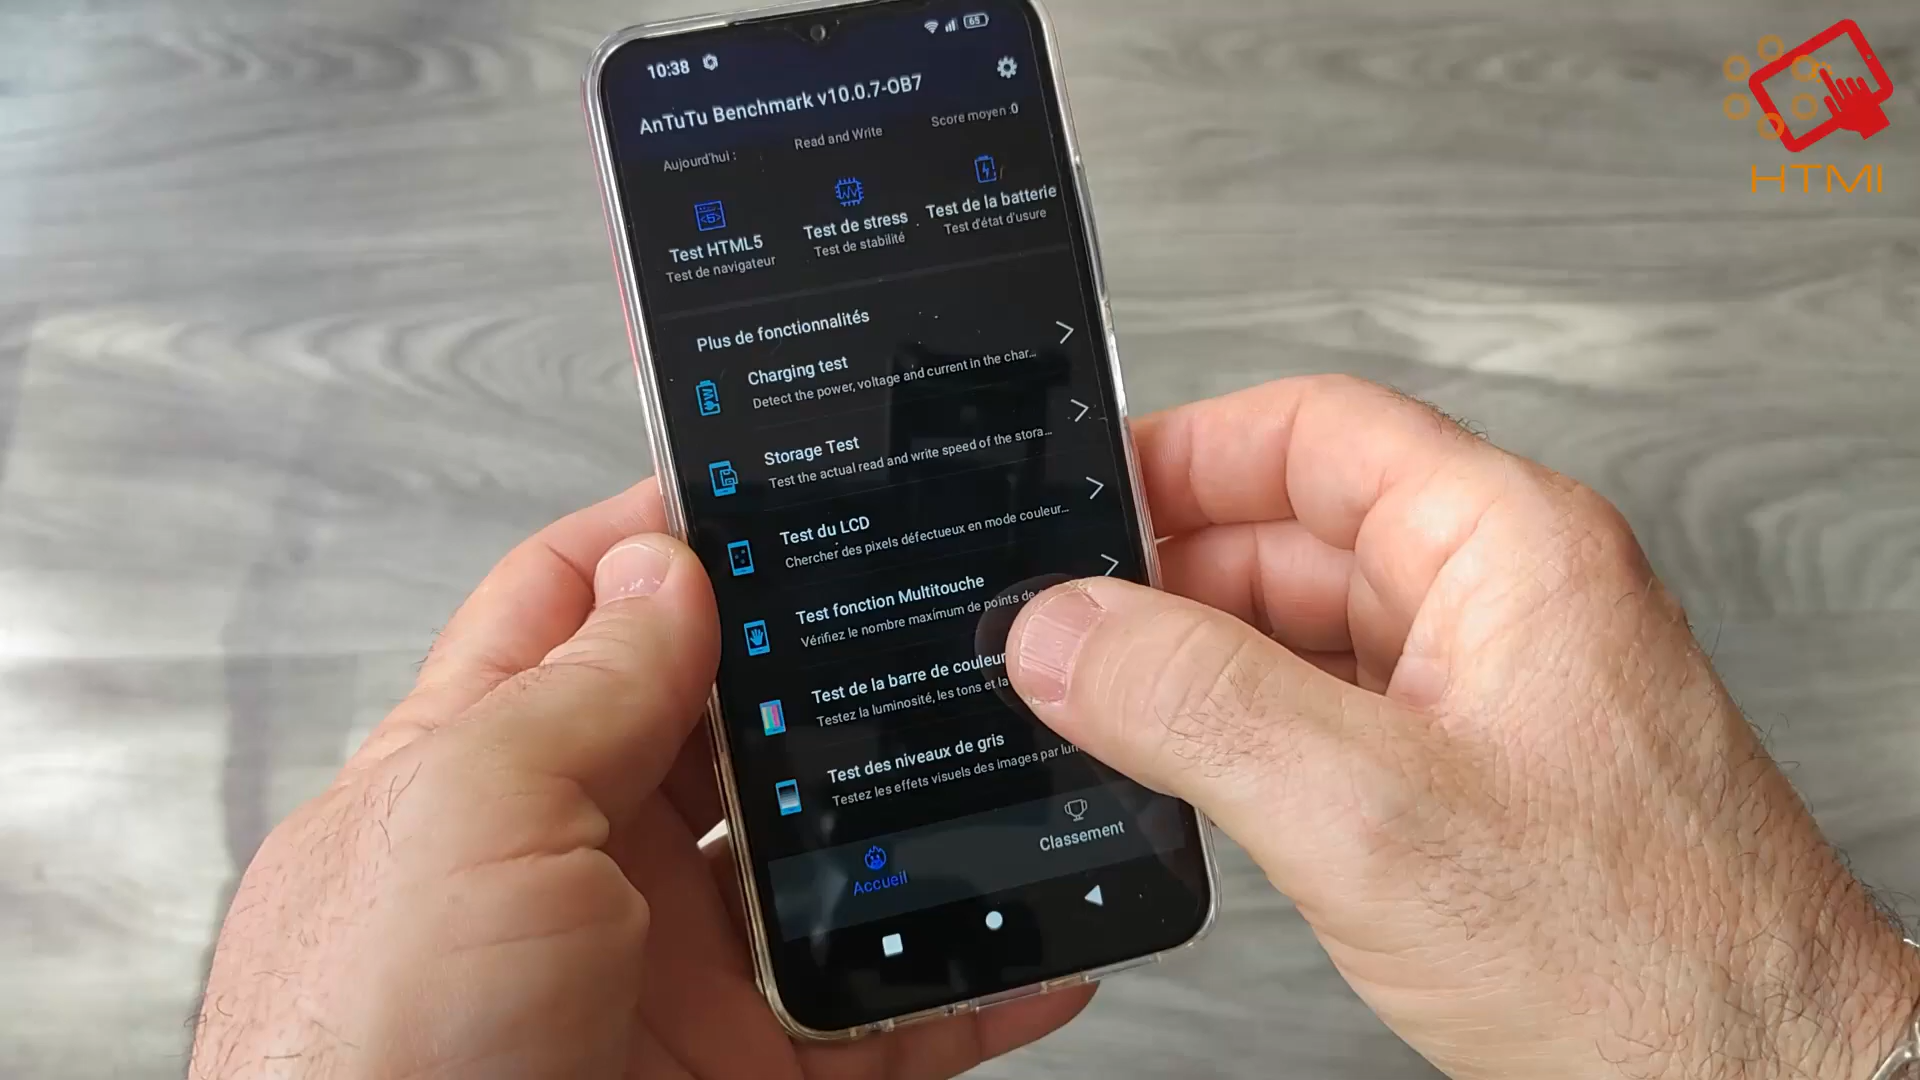 10:38
65
AnTuTu Benchmark v10.0.7-OB7
Aujourd'hui :
Read and Write
Score moyen :0
Test HTML5
Test de navigateur
Test de stress
Test de stabilité
Test de la batterie
Test d'état d'usure
Plus de fonctionnalités
Charging test
Detect the power, voltage and current in the char...
Storage Test
Test the actual read and write speed of the stora...
Test du LCD
Chercher des pixels défectueux en mode couleur...
Test fonction Multitouche
Vérifiez le nombre maximum de points de
Test de la barre de couleur
Testez la luminosité, les tons et la
Test des niveaux de gris
Testez les effets visuels des images par
Accueil
Classement
HTMI